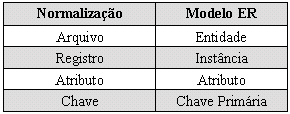 Normalização Modelo ER
Arquivo Entidade
Registro Instância
Atributo Atributo
Chave Chave Primária